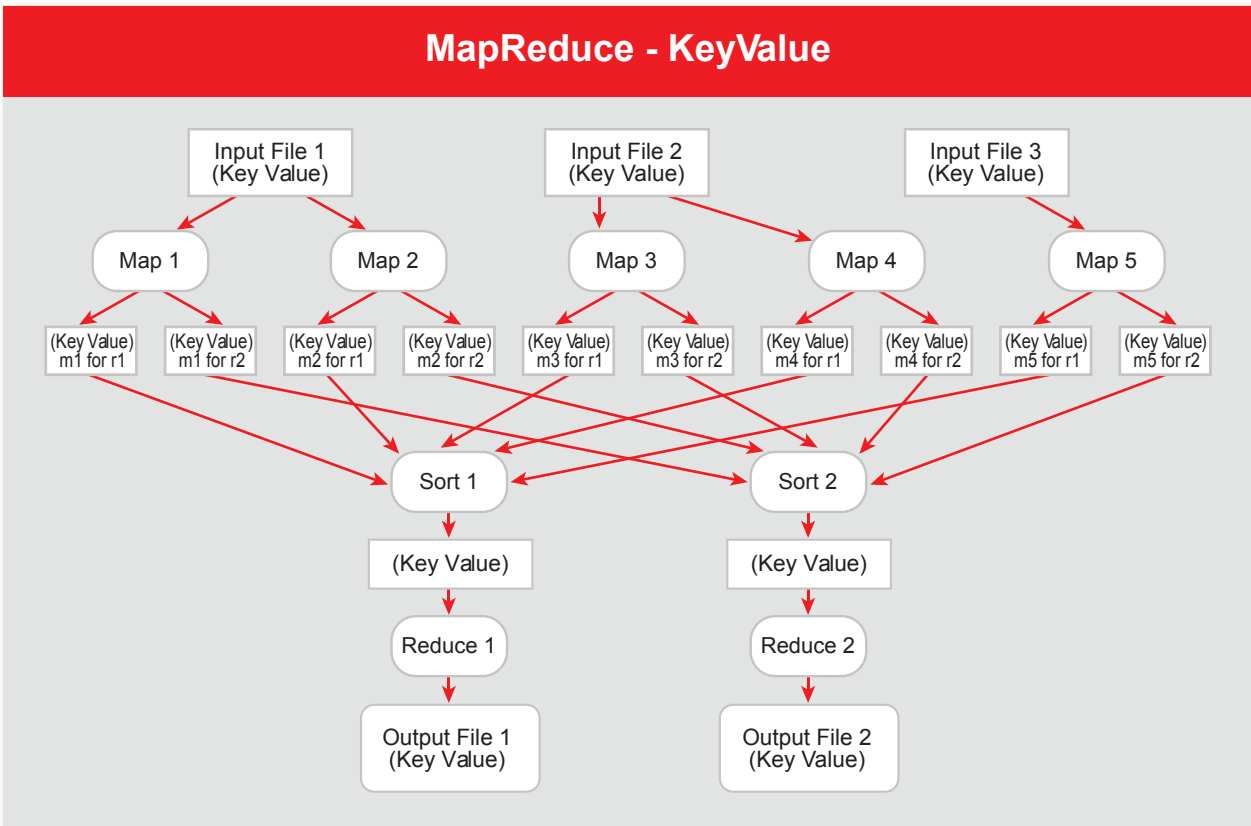 MapReduce - KeyValue
Input File 1
(Key Value)
Input File 2
(Key Value)
Input File 3
(Key Value)
Map 1
Map 2
Map 3
Map 4
Map 5
(Key Value)
m1 for r1
(Key Value)
m1 for r2
(Key Value)
m2 for r1
(Key Value)
m2 for r2
(Key Value)
m3 for r1
(Key Value)
m3 for r2
(Key Value)
m4 for r1
(Key Value)
m4 for r2
(Key Value)
m5 for r1
(Key Value)
m5 for r2
Sort 1
Sort 2
(Key Value)
(Key Value)
Reduce 1
Reduce 2
Output File 1
(Key Value)
Output File 2
(Key Value)